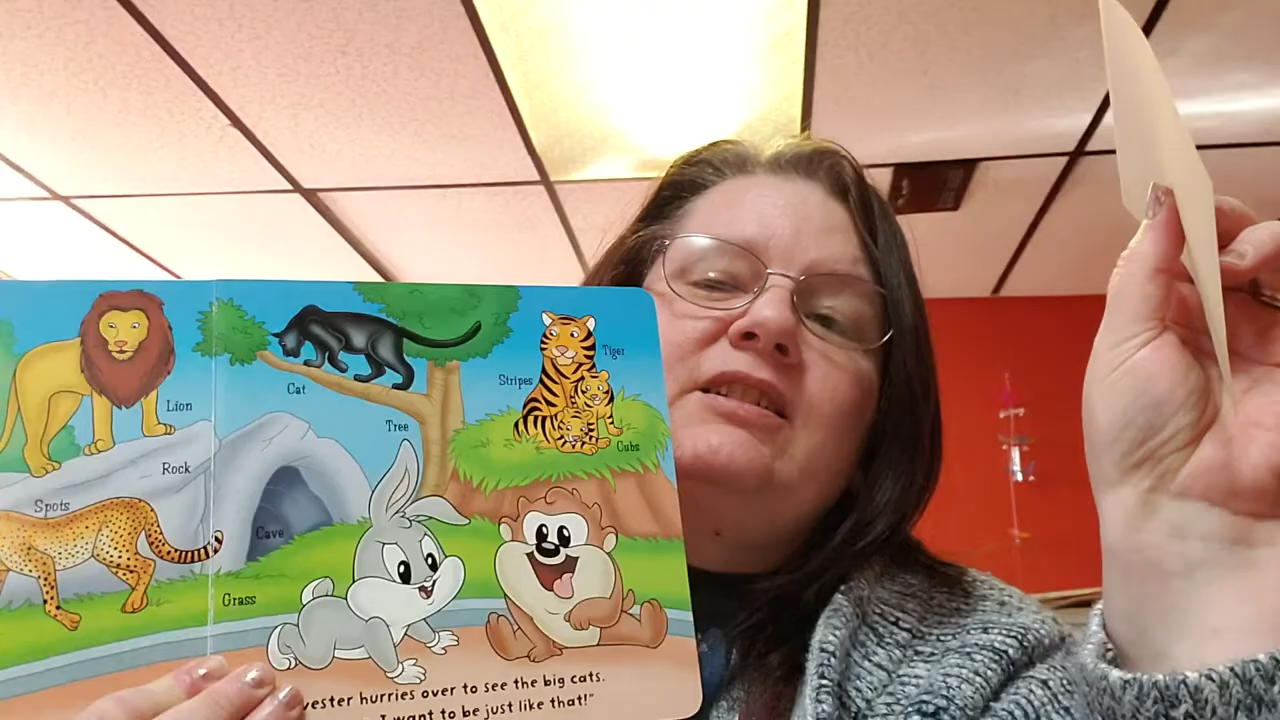 Lion
Rock
Spots
Cat
Tree
Cave
Grass
Stripes
Tiger
Cubs
hurries over to see the big cats.
I want to be just like that!"